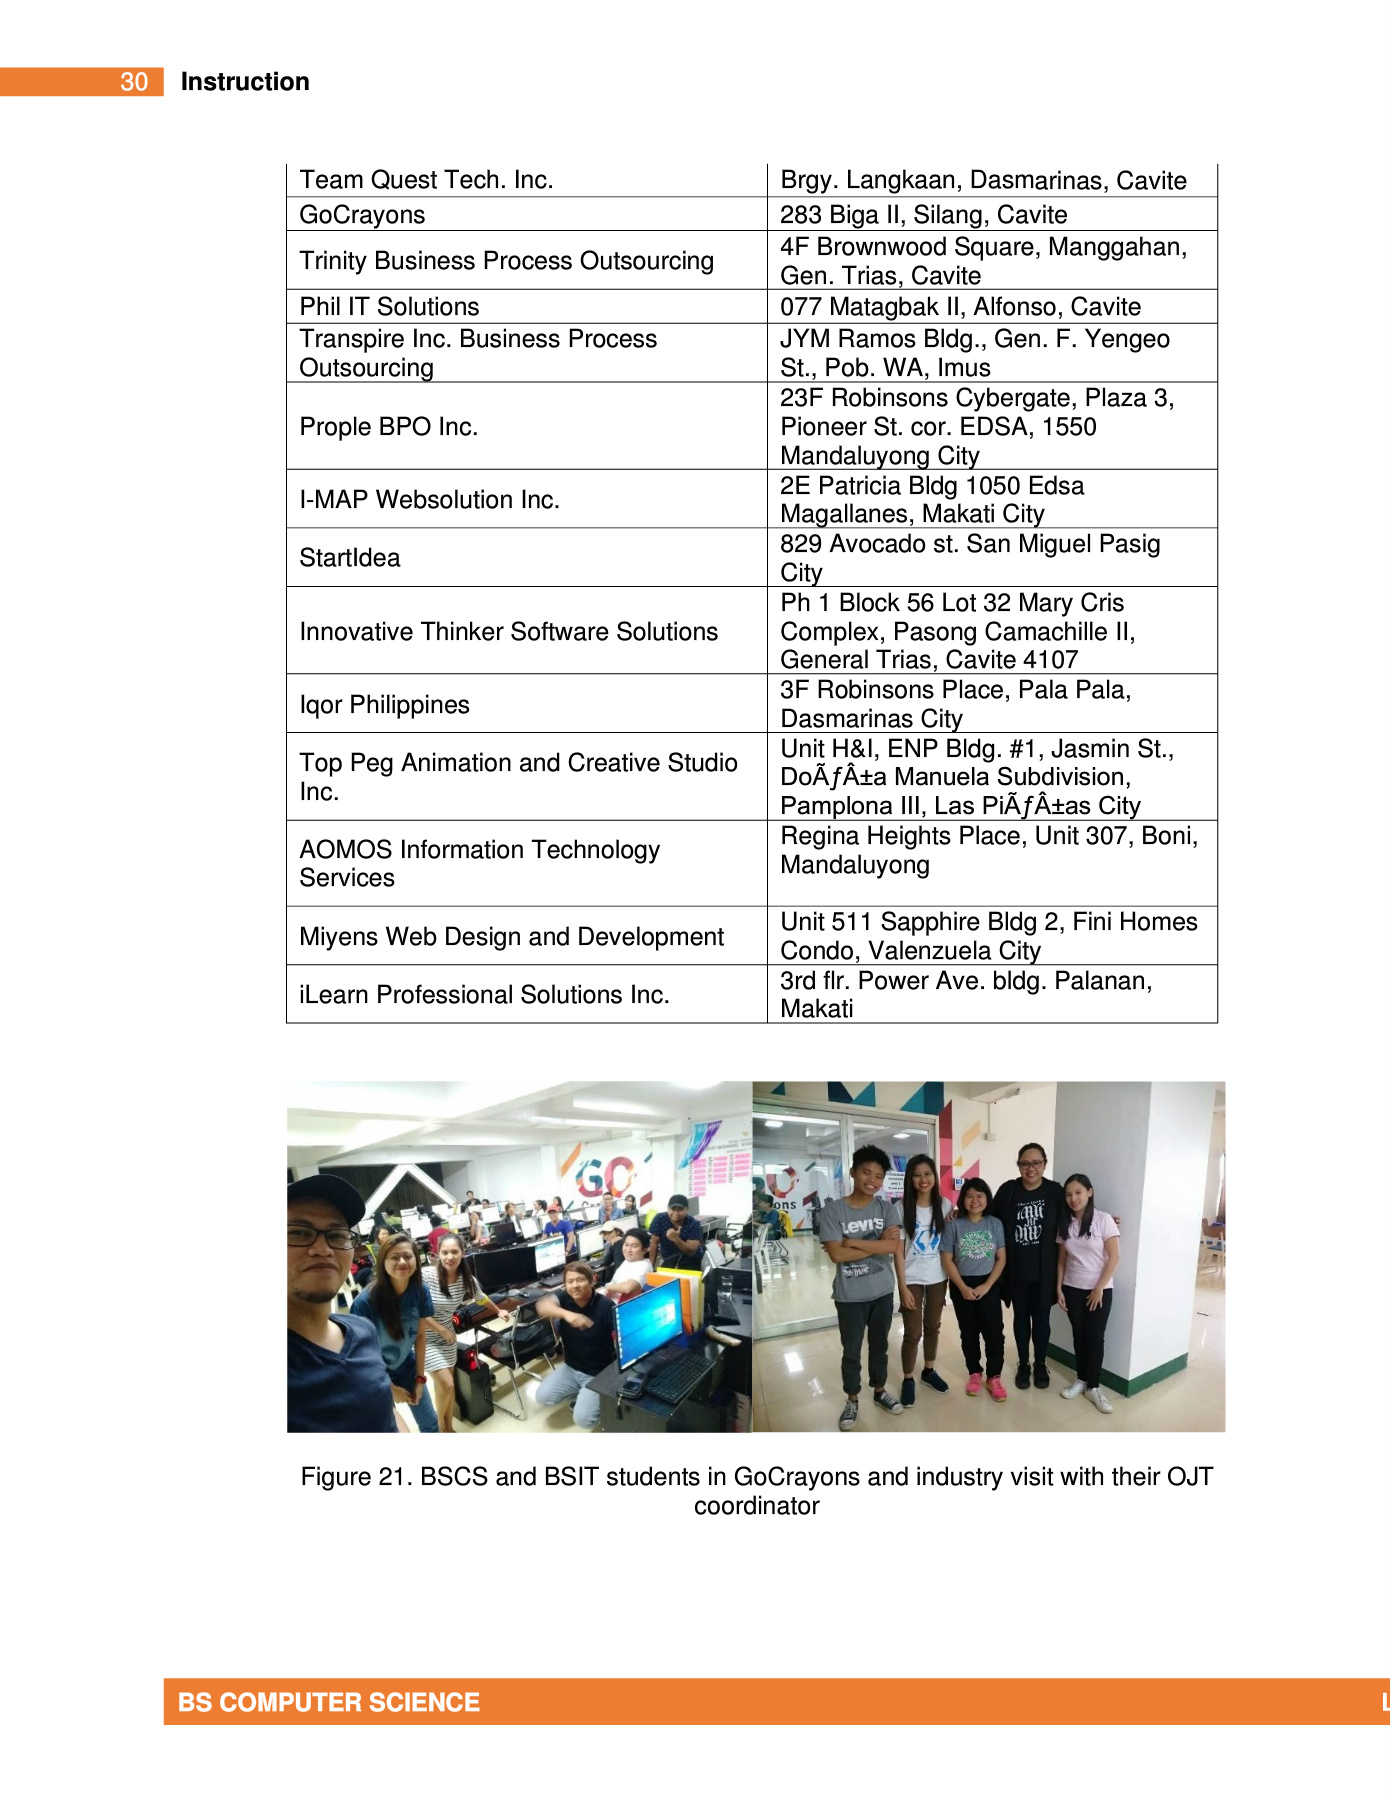 30 Instruction
Team Quest Tech. Inc.
Brgy. Langkaan, Dasmarinas, Cavite
GoCrayons
283 Biga II, Silang, Cavite
Trinity Business Process Outsourcing
4F Brownwood Square, Manggahan,
Gen. Trias, Cavite
Phil IT Solutions
077 Matagbak II, Alfonso, Cavite
Transpire Inc. Business Process
Outsourcing
JYM Ramos Bldg., Gen. F. Yengeo
St., Pob. WA, Imus
Prople BPO Inc.
23F Robinsons Cybergate, Plaza 3,
Pioneer St. cor. EDSA, 1550
Mandaluyong City
I-MAP Websolution Inc.
2E Patricia Bldg 1050 Edsa
Magallanes, Makati City
StartIdea
829 Avocado st. San Miguel Pasig
City
Innovative Thinker Software Solutions
Ph 1 Block 56 Lot 32 Mary Cris
Complex, Pasong Camachille II,
General Trias, Cavite 4107
Iqor Philippines
3F Robinsons Place, Pala Pala,
Dasmarinas City
Top Peg Animation and Creative Studio
Inc.
Unit H&I, ENP Bldg. #1, Jasmin St.,
DoÃƒÂ±a Manuela Subdivision,
Pamplona III, Las PiÃƒÂ±as City
AOMOS Information Technology
Services
Regina Heights Place, Unit 307, Boni,
Mandaluyong
Miyens Web Design and Development
Unit 511 Sapphire Bldg 2, Fini Homes
Condo, Valenzuela City
iLearn Professional Solutions Inc.
3rd flr. Power Ave. bldg. Palanan,
Makati
GO
LEVI'S
Figure 21. BSCS and BSIT students in GoCrayons and industry visit with their OJT
coordinator
BS COMPUTER SCIENCE